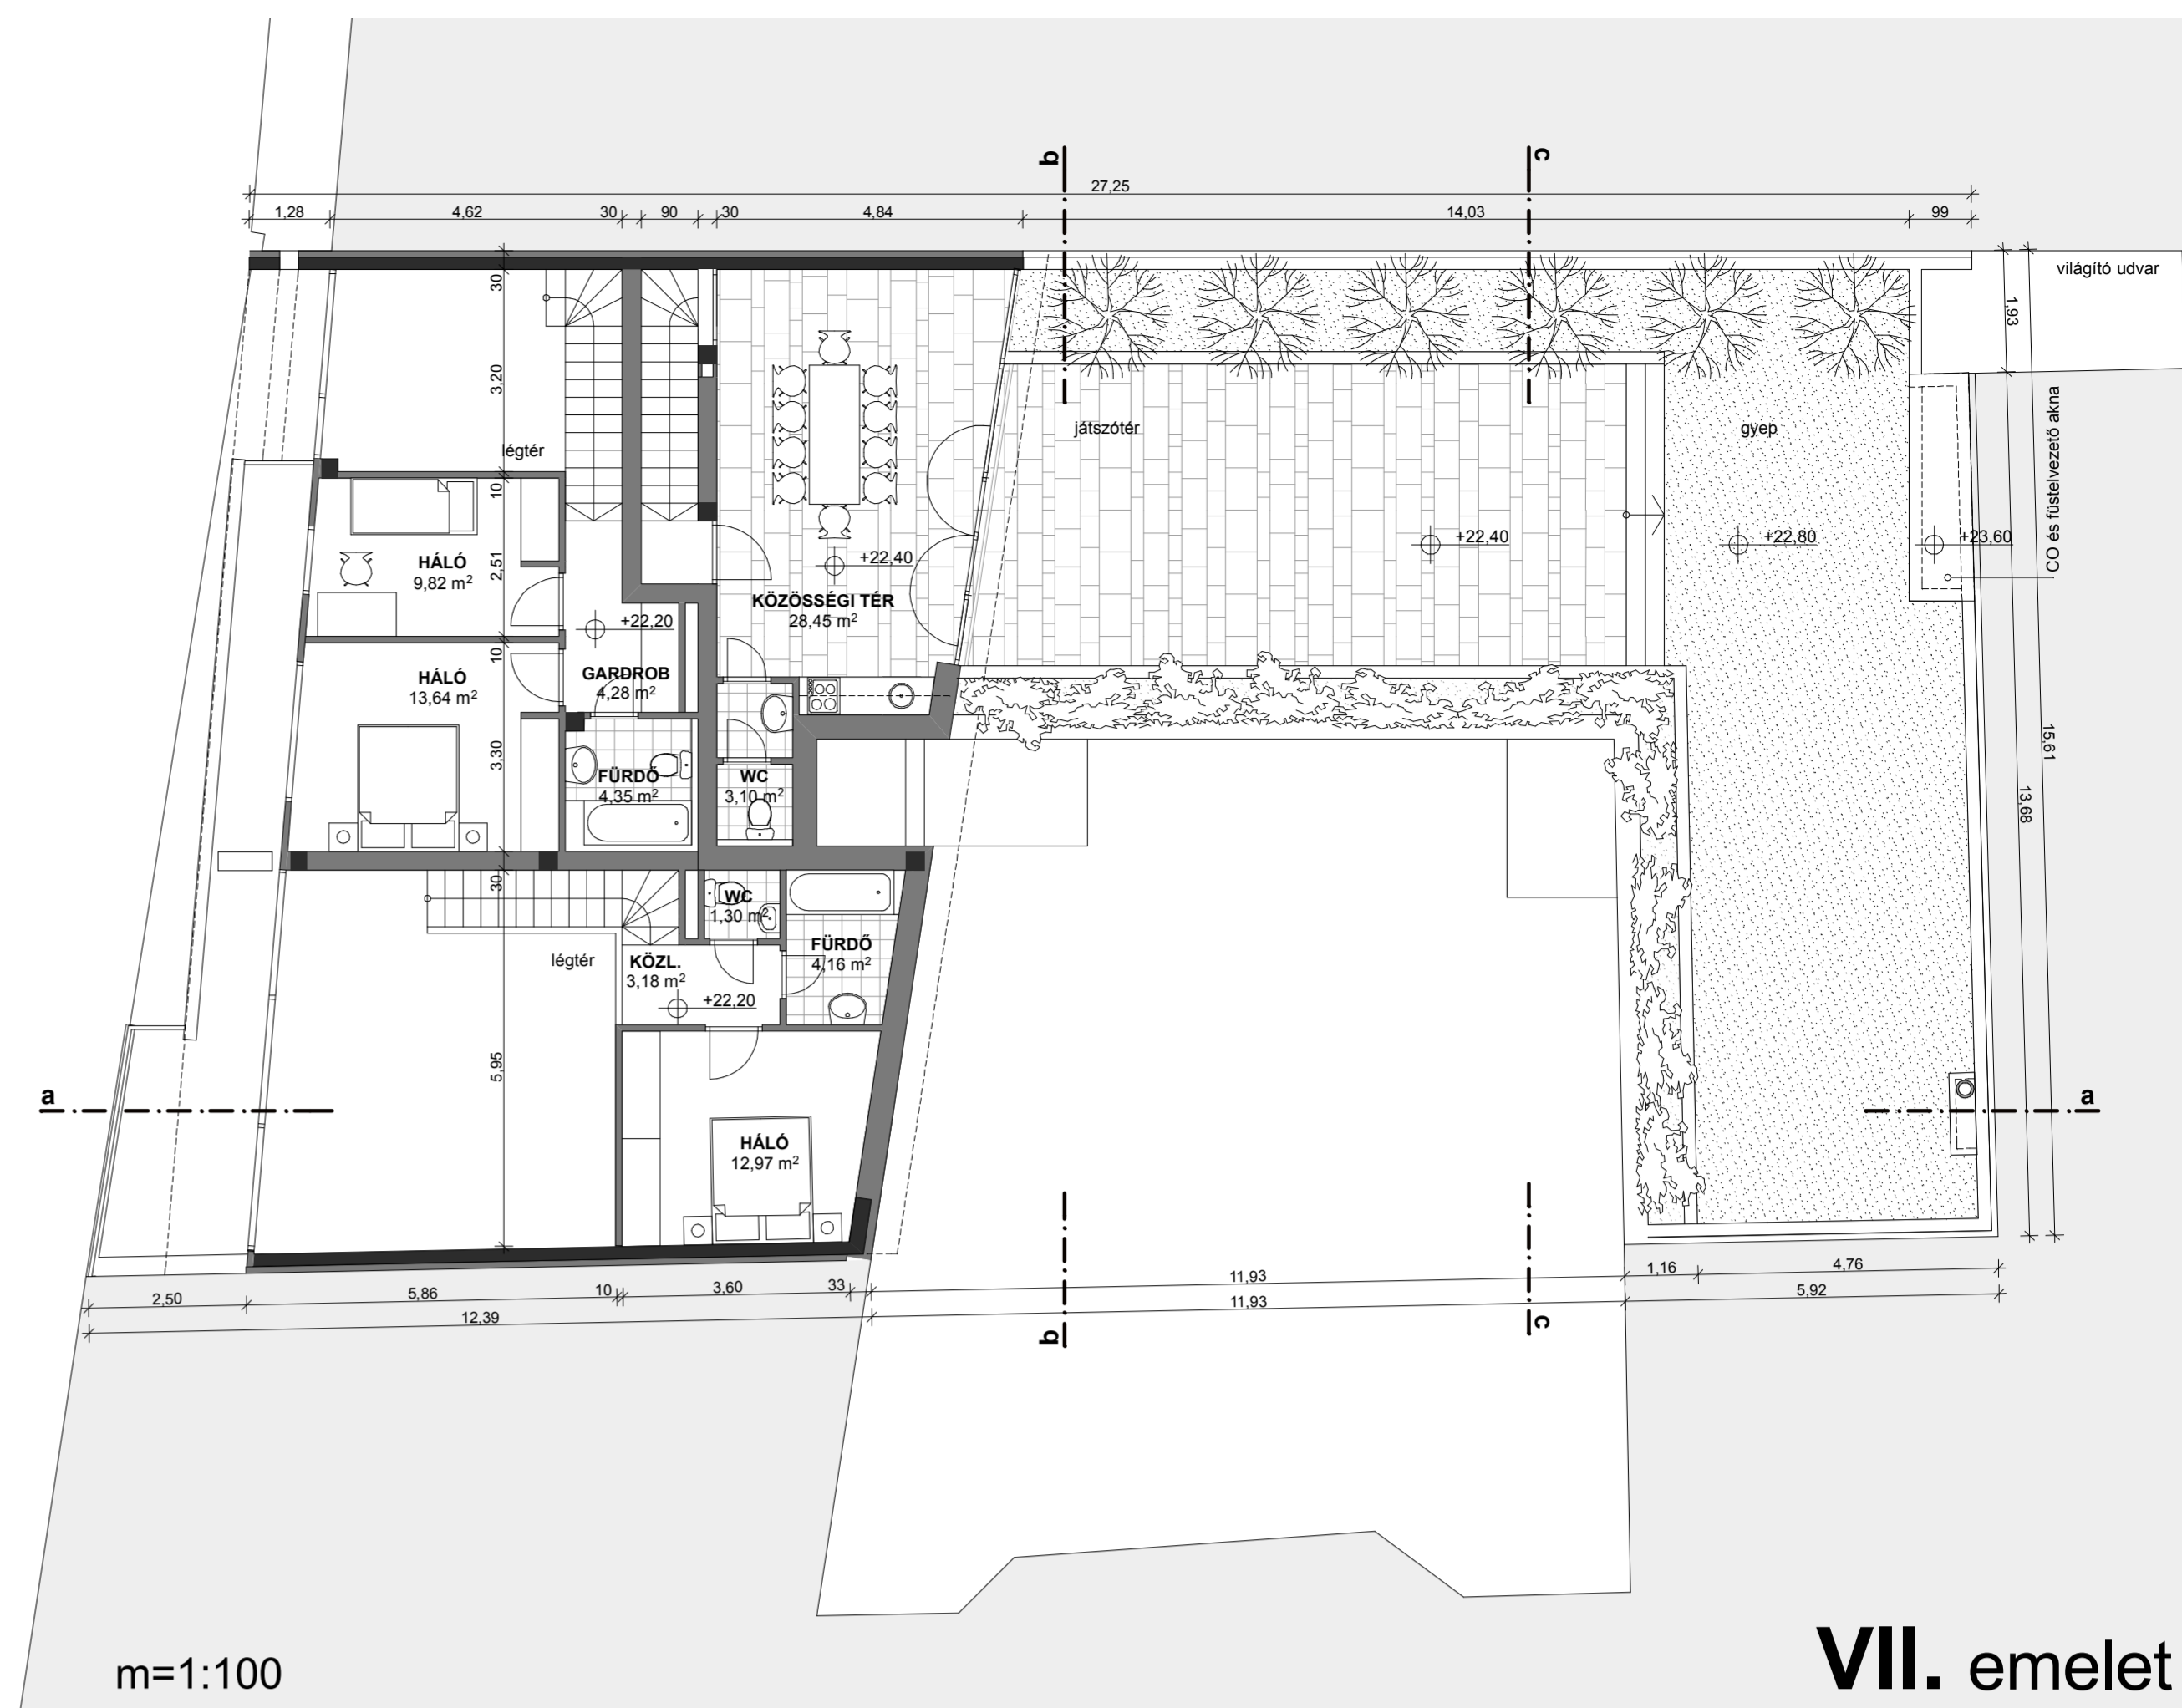 b
c
27,25
1,28
4,62
30
90
30
4,84
14,03
99
világító udvar
30
1,93
3,20
légtér
játszótér
gyep
CO és füstelvezető akna
10
HÁLÓ
9,82 m²
2,51
+22,40
+22,40
+22,80
+23,60
KÖZÖSSÉGI TÉR
28,45 m²
+22,20
10
HÁLÓ
13,64 m²
GARDROB
4,28 m²
3,30
FÜRDŐ
4,35 m²
WC
3,10 m²
15,61
13,68
30
WC
1,30 m²
légtér
KÖZL.
3,18 m²
FÜRDŐ
4,16 m²
+22,20
5,95
a
a
HÁLÓ
12,97 m²
2,50
5,86
10
3,60
33
11,93
1,16
4,76
12,39
11,93
5,92
b
c
m=1:100
VII. emelet